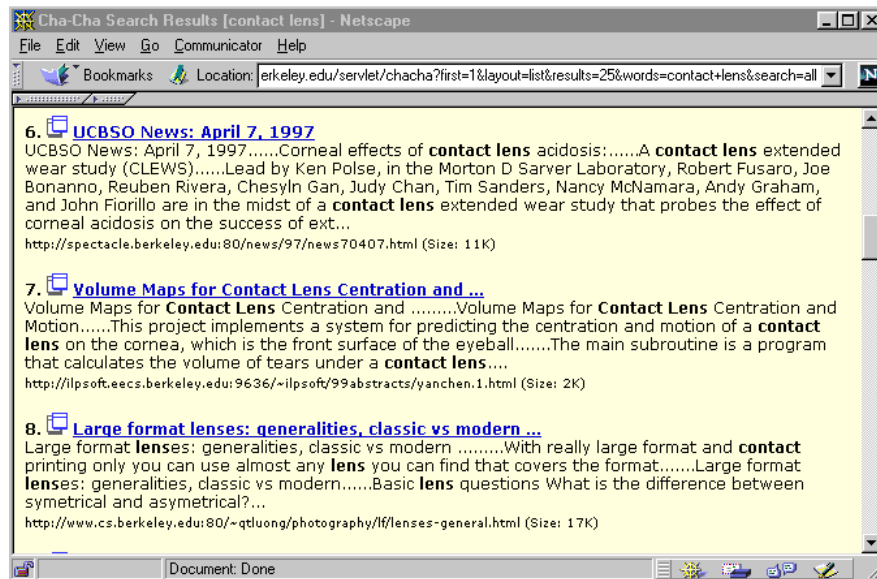 Cha-Cha Search Results [contact lens] - Netscape
File Edit View Go Communicator Help
Bookmarks Location: erkeley.edu/servlet/chacha?first=1&layout=list&results=25&words=contact+lens&search=all N
6. UCBSO News: April 7, 1997
UCBSO News: April 7, 1997......Corneal effects of contact lens acidosis:......A contact lens extended
wear study (CLEWS)......Lead by Ken Polse, in the Morton D Sarver Laboratory, Robert Fusaro, Joe
Bonanno, Reuben Rivera, Chesyln Gan, Judy Chan, Tim Sanders, Nancy McNamara, Andy Graham,
and John Fiorillo are in the midst of a contact lens extended wear study that probes the effect of
corneal acidosis on the success of ext...
http://spectacle.berkeley.edu:80/news/97/news70407.html (Size: 11K)
7. Volume Maps for Contact Lens Centration and ...
Volume Maps for Contact Lens Centration and .........Volume Maps for Contact Lens Centration and
Motion......This project implements a system for predicting the centration and motion of a contact
lens on the cornea, which is the front surface of the eyeball.......The main subroutine is a program
that calculates the volume of tears under a contact lens....
http://ilpsoft.eecs.berkeley.edu:9636/~ilpsoft/99abstracts/yanchen.1.html (Size: 2K)
8. Large format lenses: generalities, classic vs modern ...
Large format lenses: generalities, classic vs modern .........With really large format and contact
printing only you can use almost any lens you can find that covers the format.......Large format
lenses: generalities, classic vs modern......Basic lens questions What is the difference between
symetrical and asymetrical?...
http://www.cs.berkeley.edu:80/~qtluong/photography/lf/lenses-general.html (Size: 17K)
Document: Done